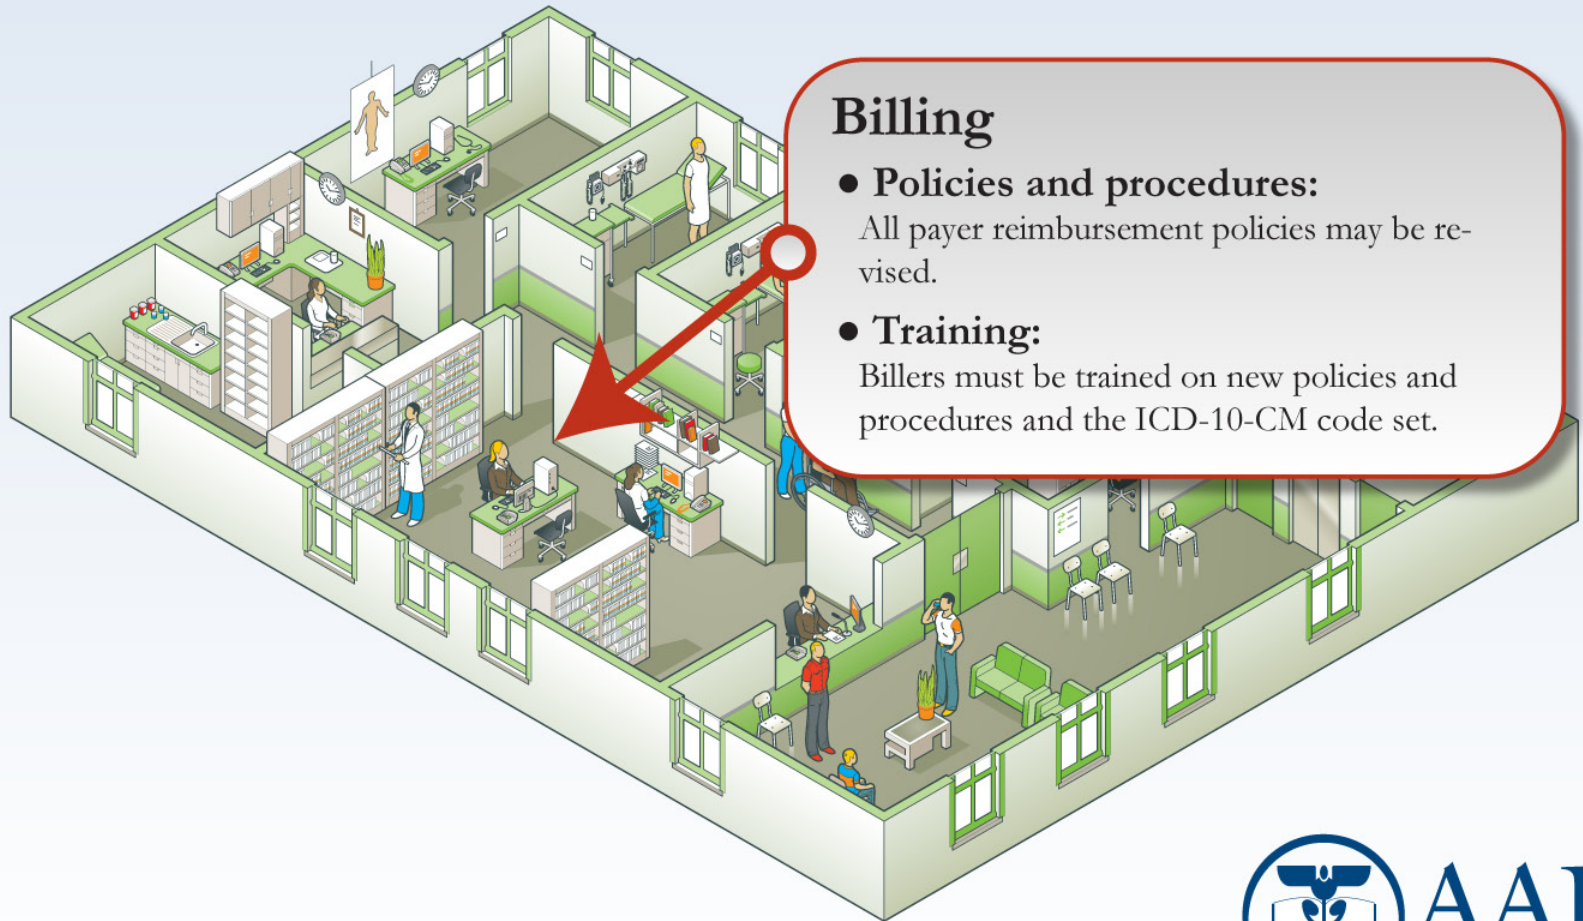 Billing
● Policies and procedures:
All payer reimbursement policies may be re-
vised.
● Training:
Billers must be trained on new policies and
procedures and the ICD-10-CM code set.